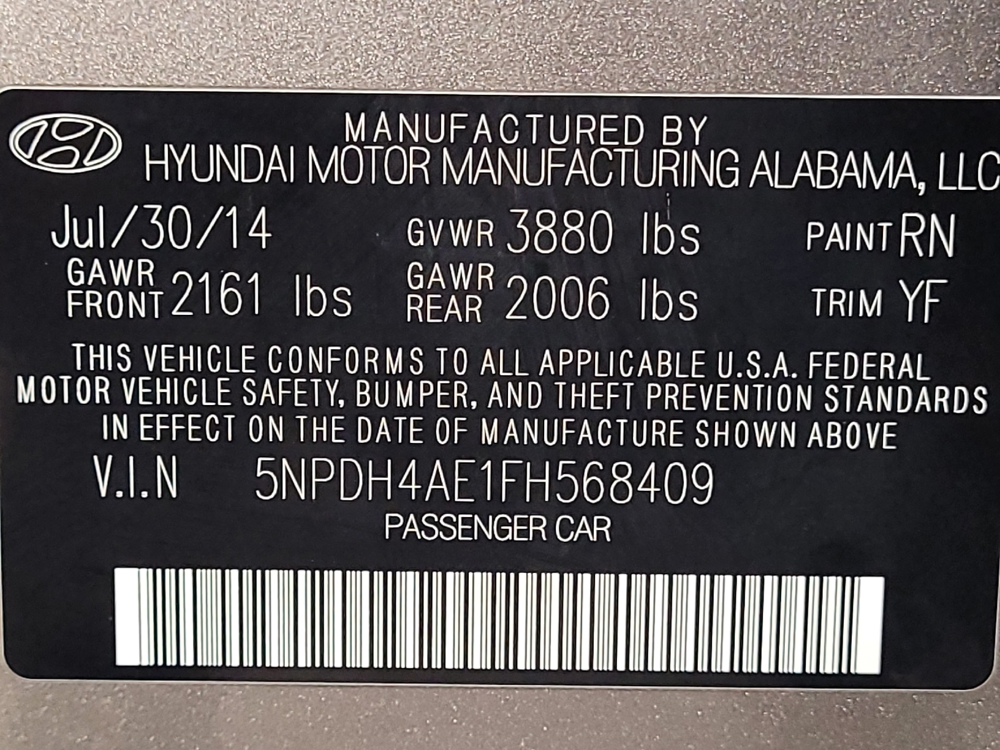 MANUFACTURED BY
HYUNDAI MOTOR MANUFACTURING ALABAMA, LLC
Jul/30/14 GVWR 3880 lbs PAINT RN
GAWR FRONT 2161 lbs GAWR REAR 2006 lbs TRIM YF
THIS VEHICLE CONFORMS TO ALL APPLICABLE U.S.A. FEDERAL
MOTOR VEHICLE SAFETY, BUMPER, AND THEFT PREVENTION STANDARDS
IN EFFECT ON THE DATE OF MANUFACTURE SHOWN ABOVE
V.I.N 5NPDH4AE1FH568409
PASSENGER CAR